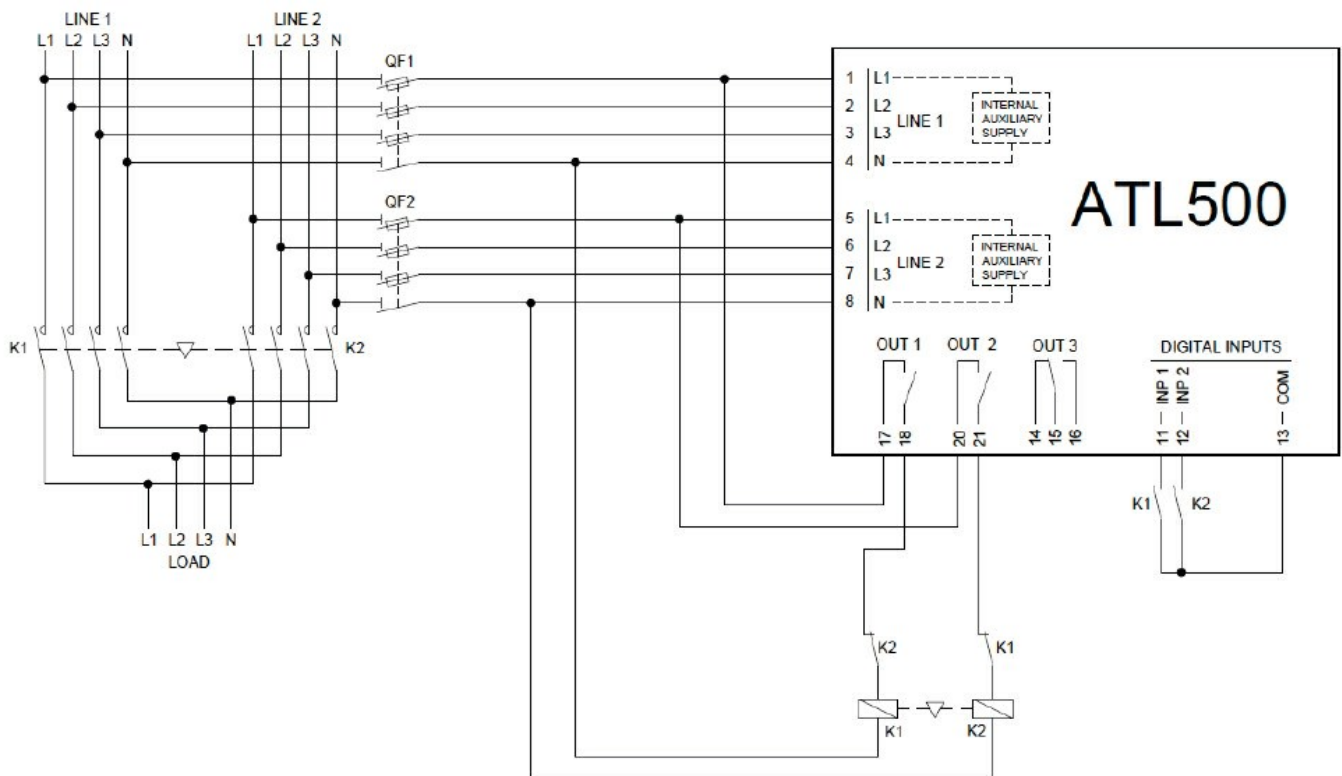 LINE 1
L1 L2 L3 N
LINE 2
L1 L2 L3 N
QF1
1 L1
2 L2
3 L3
4 N
LINE 1
INTERNAL
AUXILIARY
SUPPLY
ATL500
QF2
5 L1
6 L2
7 L3
8 N
LINE 2
INTERNAL
AUXILIARY
SUPPLY
K1
K2
OUT 1
OUT 2
OUT 3
DIGITAL INPUTS
17
18
20
21
14
15
16
11 INP 1
12 INP 2
13 COM
K1
K2
L1 L2 L3 N
LOAD
K2
K1
K1
K2